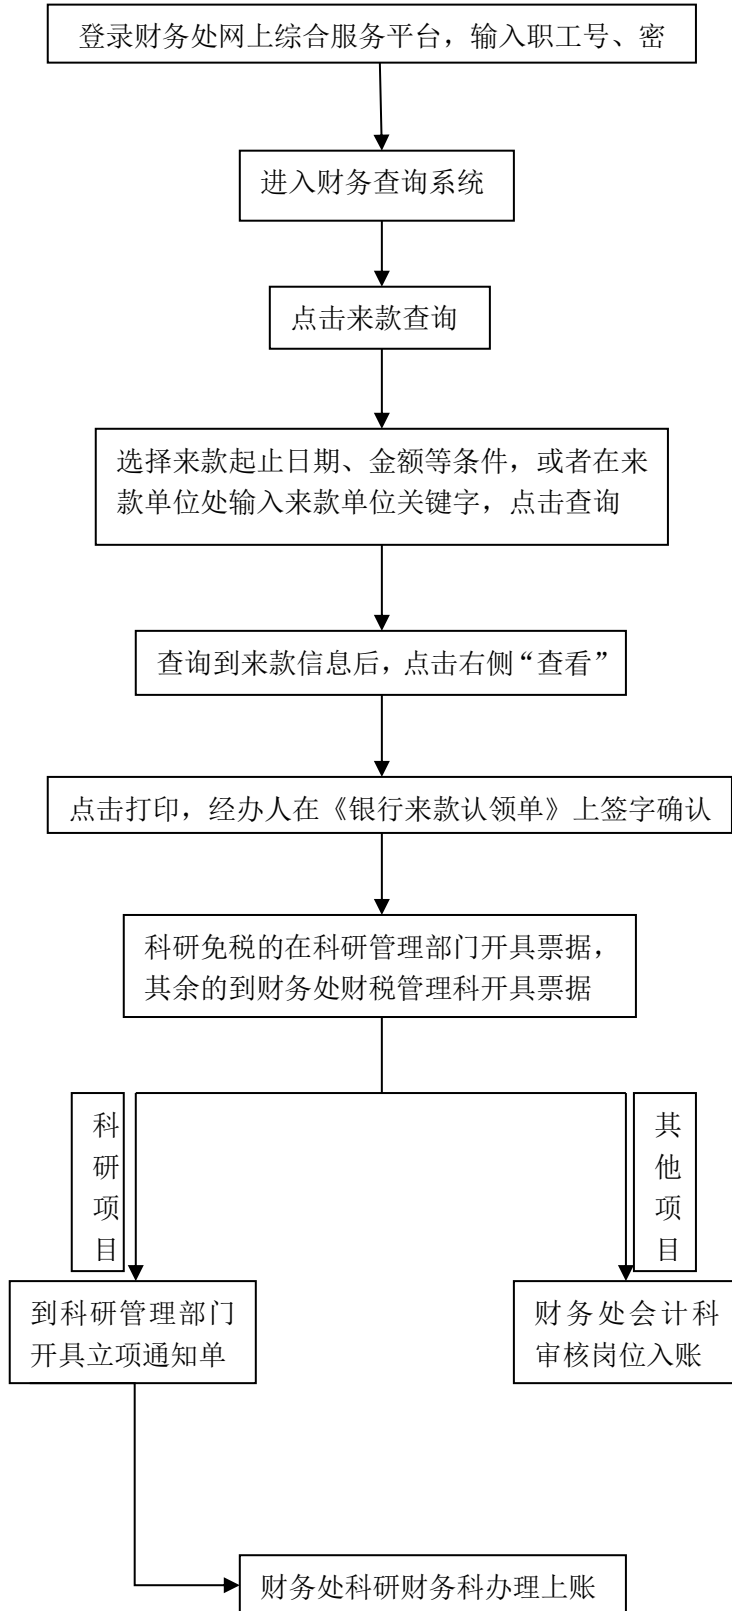 登录财务处网上综合服务平台，输入职工号、密
进入财务查询系统
点击来款查询
选择来款起止日期、金额等条件，或者在来
款单位处输入来款单位关键字，点击查询
查询到来款信息后，点击右侧“查看”
点击打印，经办人在《银行来款认领单》上签字确认
科研免税的在科研管理部门开具票据，
其余的到财务处财税管理科开具票据
科研项目
其他项目
到科研管理部门
开具立项通知单
财务处会计科
审核岗位入账
财务处科研财务科办理上账